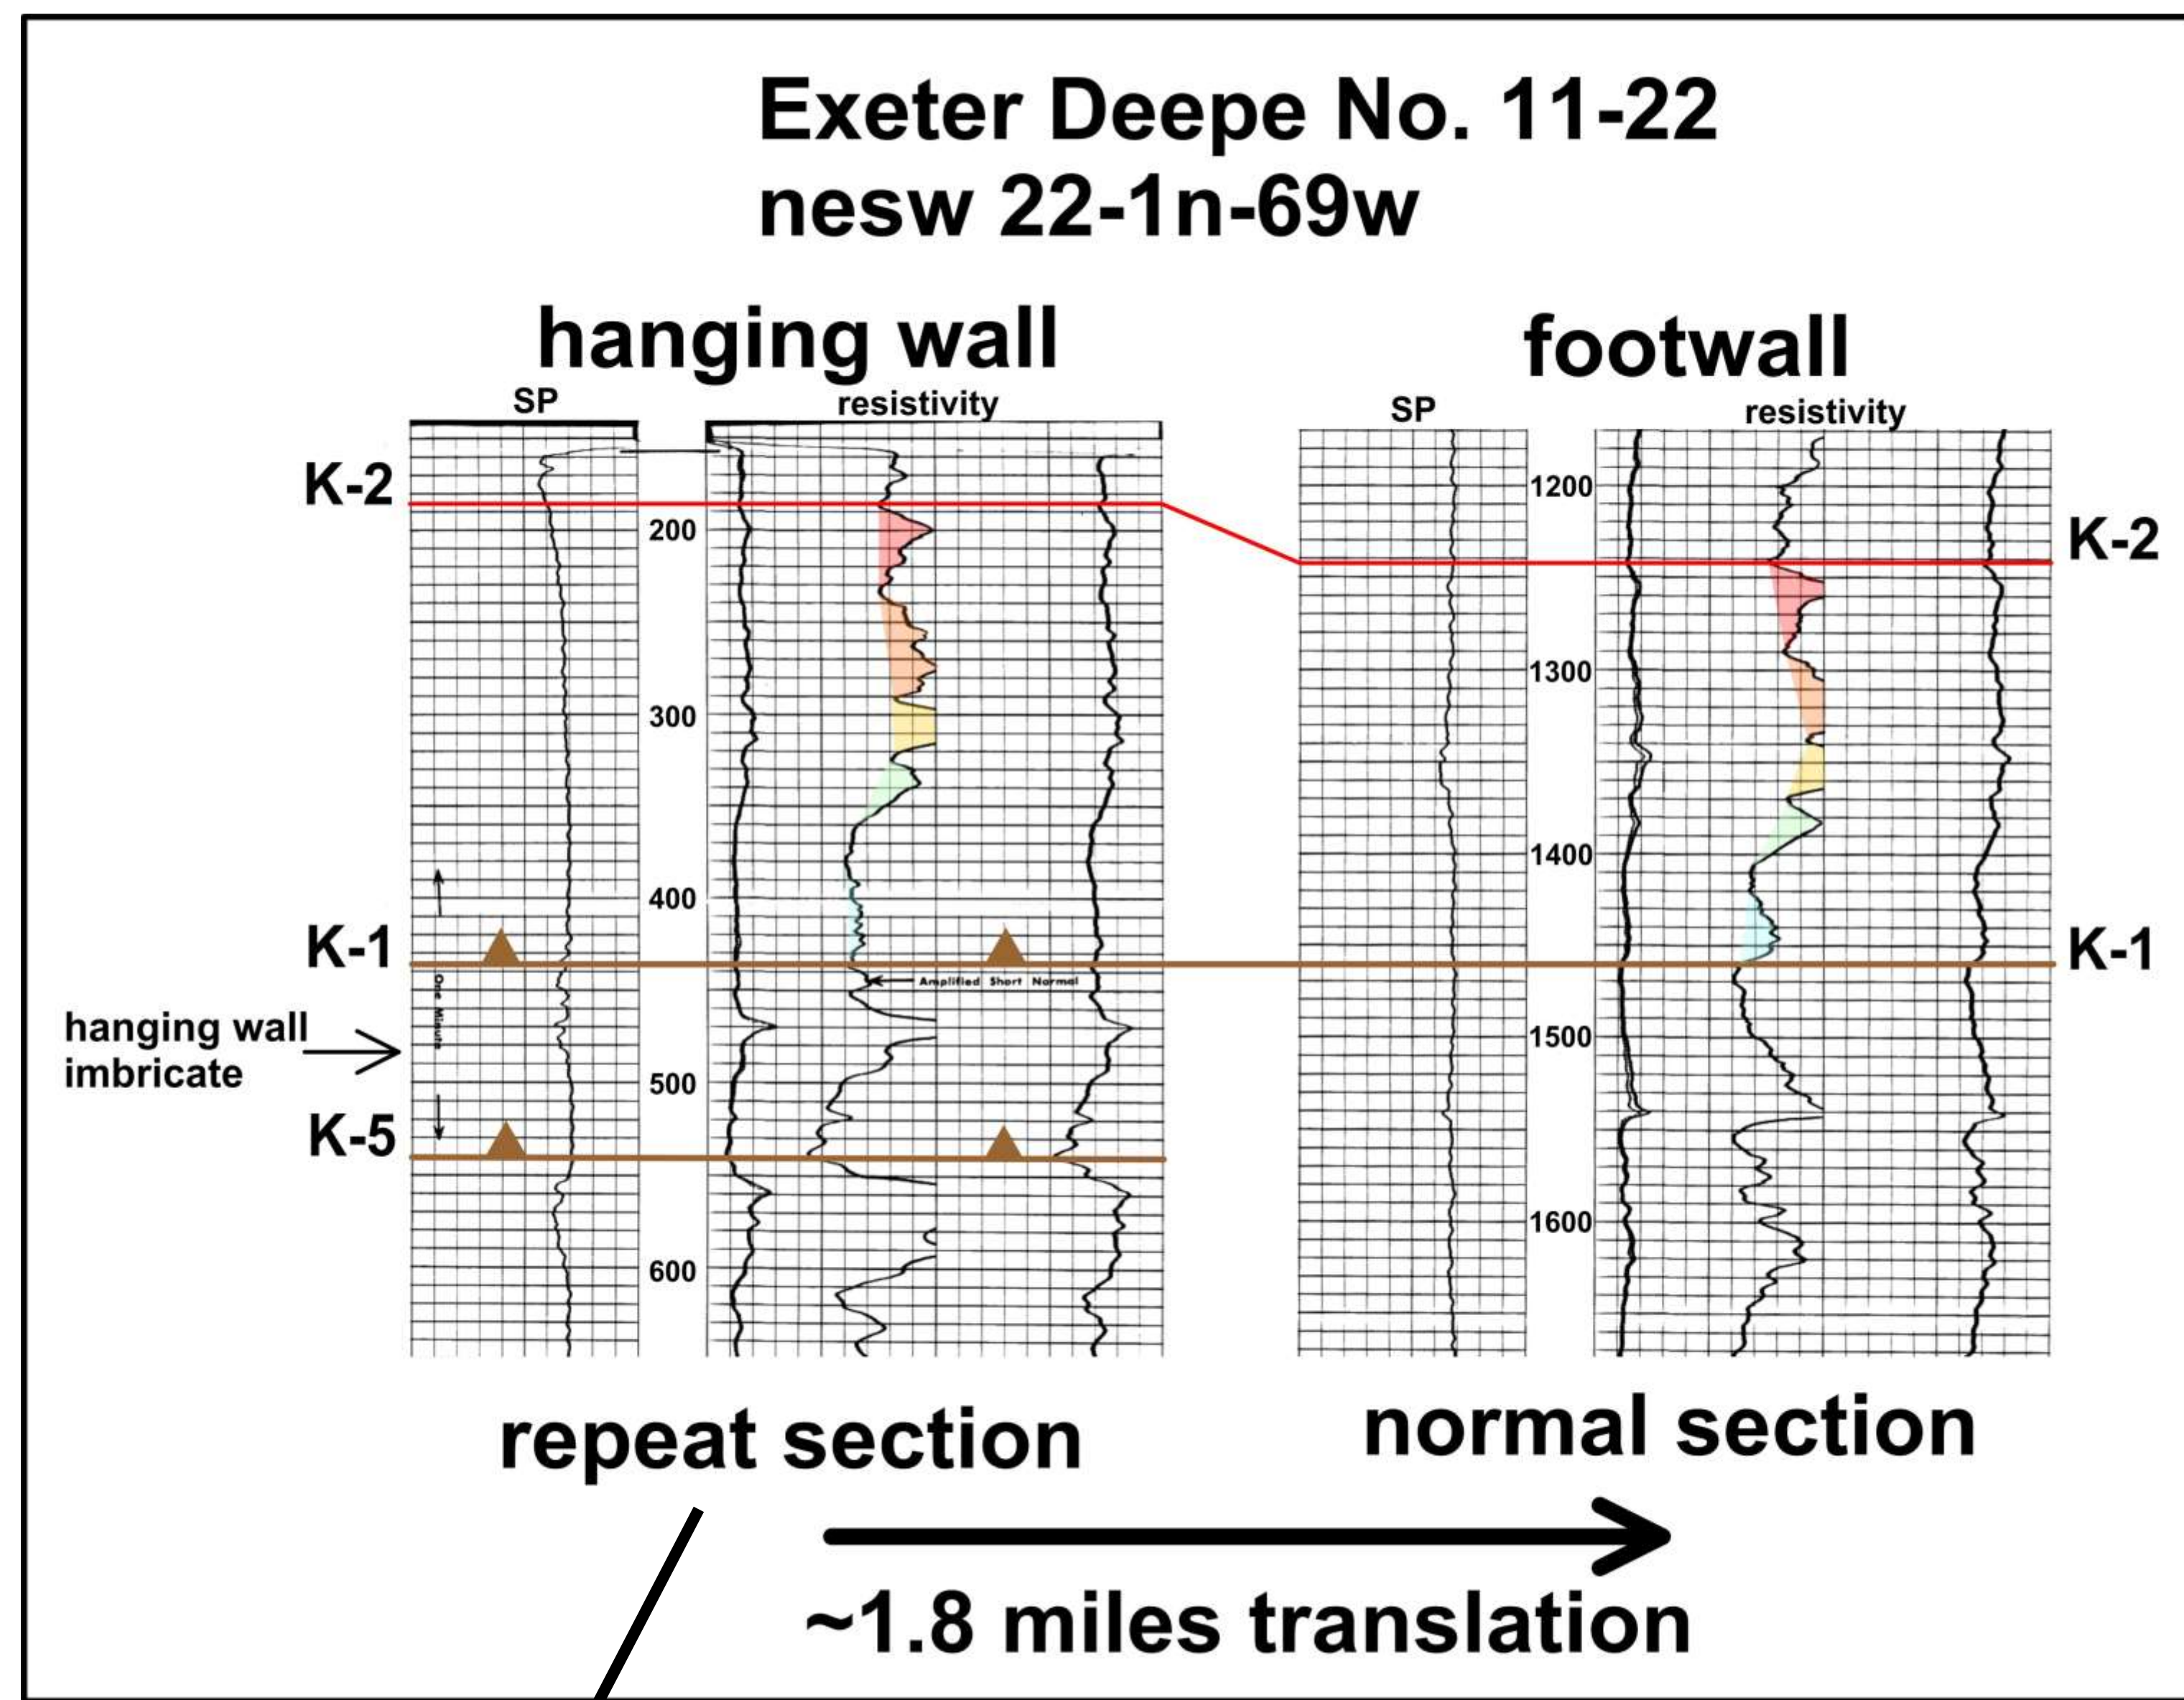 Exeter Deepe No. 11-22
nesw 22-1n-69w
hanging wall
footwall
SP
resistivity
SP
resistivity
K-2
200
300
400
K-1
One Minute
Amplified Short Normal
hanging wall
imbricate
500
K-5
600
1200
K-2
1300
1400
K-1
1500
1600
repeat section
normal section
~1.8 miles translation